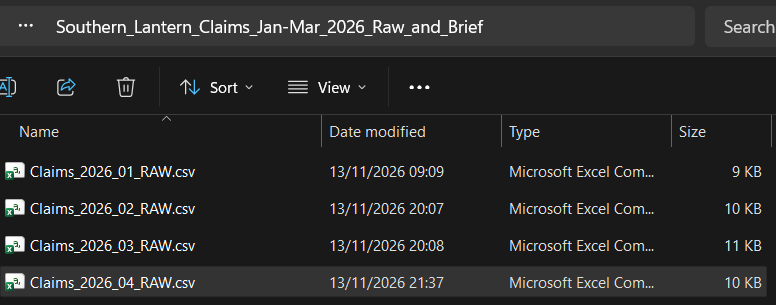 Southern_Lantern_Claims_Jan-Mar_2026_Raw_and_Brief Search
Sort View
Name Date modified Type Size
Claims_2026_01_RAW.csv 13/11/2026 09:09 Microsoft Excel Com... 9 KB
Claims_2026_02_RAW.csv 13/11/2026 20:07 Microsoft Excel Com... 10 KB
Claims_2026_03_RAW.csv 13/11/2026 20:08 Microsoft Excel Com... 11 KB
Claims_2026_04_RAW.csv 13/11/2026 21:37 Microsoft Excel Com... 10 KB